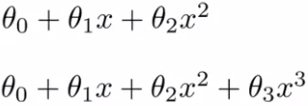 θ₀ + θ₁x + θ₂x²
θ₀ + θ₁x + θ₂x² + θ₃x³